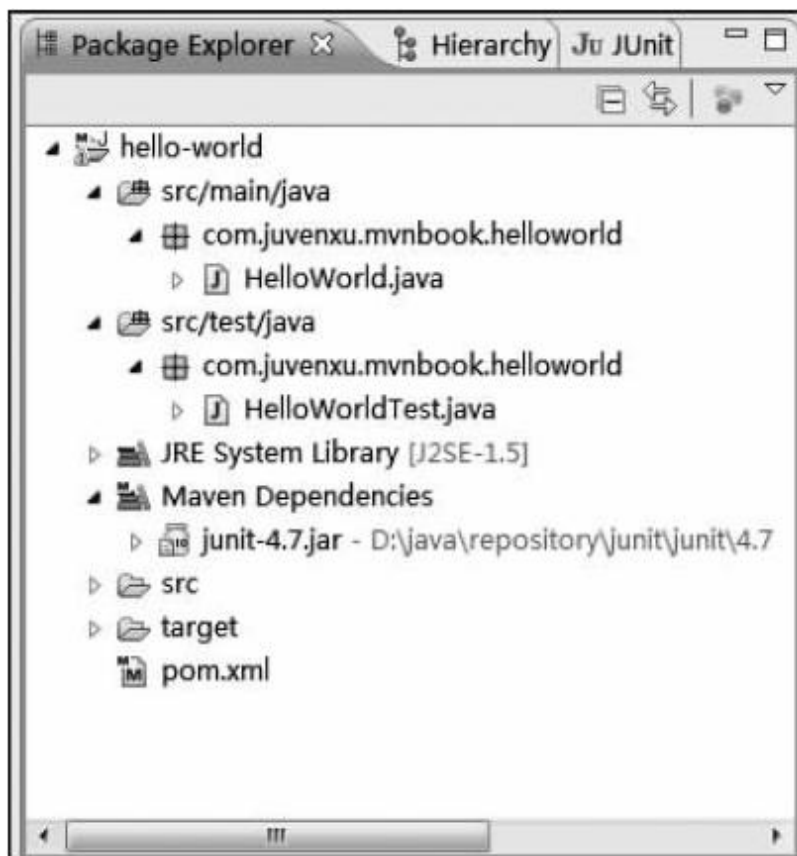 Package Explorer Hierarchy Ju JUnit
hello-world
src/main/java
com.juvenxu.mvnbook.helloworld
HelloWorld.java
src/test/java
com.juvenxu.mvnbook.helloworld
HelloWorldTest.java
JRE System Library [J2SE-1.5]
Maven Dependencies
junit-4.7.jar - D:\java\repository\junit\junit\4.7
src
target
pom.xml